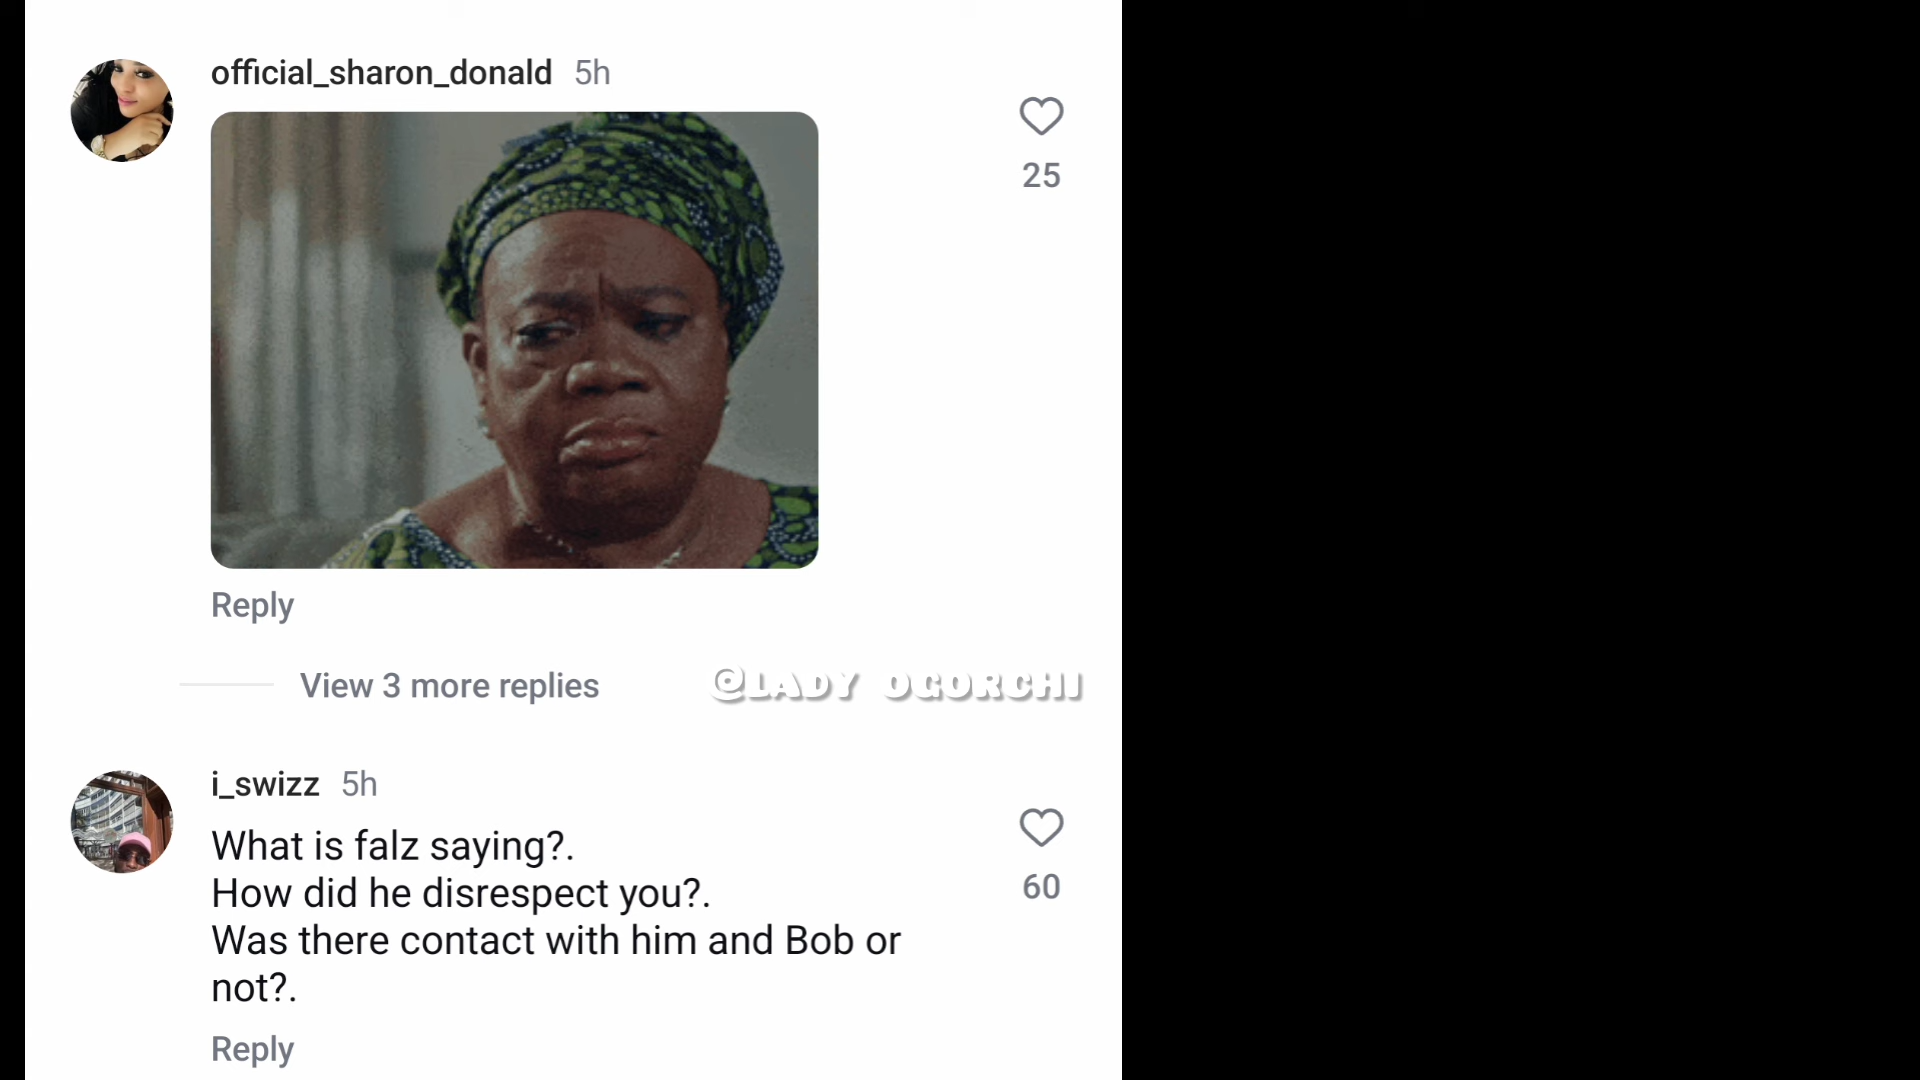 official_sharon_donald 5h
25
Reply
View 3 more replies
@LADY OGORCHI
i_swizz 5h
What is falz saying?.
How did he disrespect you?.
Was there contact with him and Bob or
not?.
60
Reply